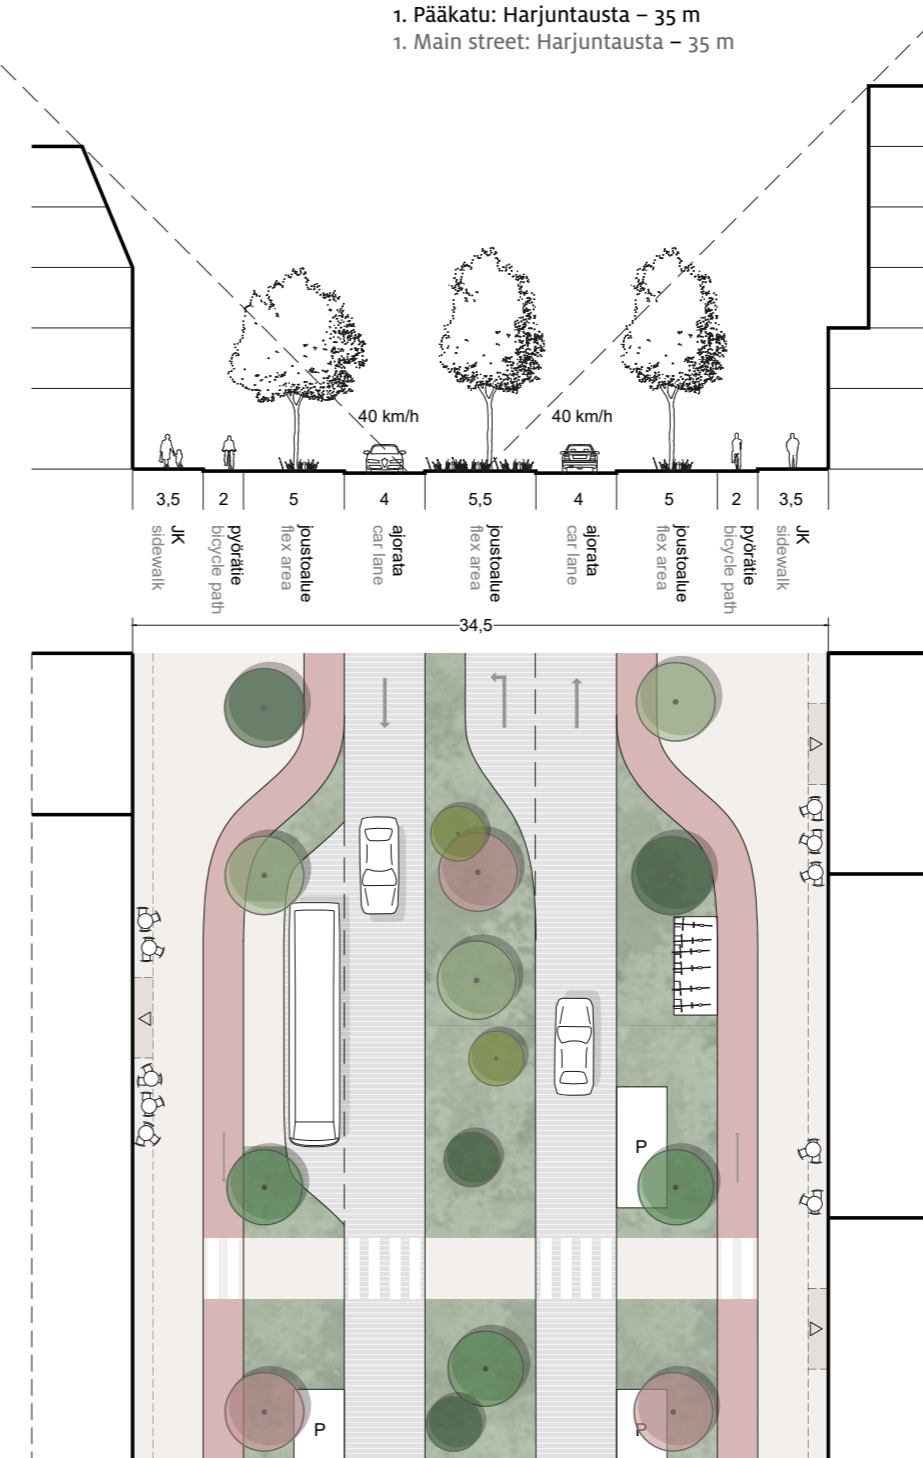 1. Pääkatu: Harjuntausta – 35 m
1. Main street: Harjuntausta – 35 m
40 km/h
40 km/h
3,5
2
5
4
5,5
4
5
2
3,5
JK
sidewalk
pyörätie
bicycle path
joustoalue
flex area
ajorata
car lane
joustoalue
flex area
ajorata
car lane
joustoalue
flex area
pyörätie
bicycle path
JK
sidewalk
34,5
P
P
P